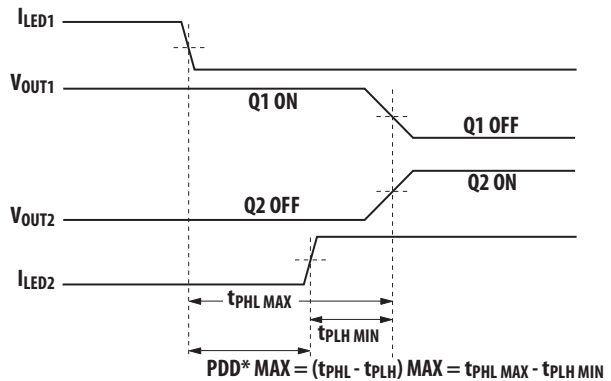 ILED1
VOUT1
Q1 ON
Q1 OFF
Q2 ON
Q2 OFF
VOUT2
ILED2
tPHL MAX
tPLH MIN
PDD* MAX = (tPHL - tPLH) MAX = tPHL MAX - tPLH MIN